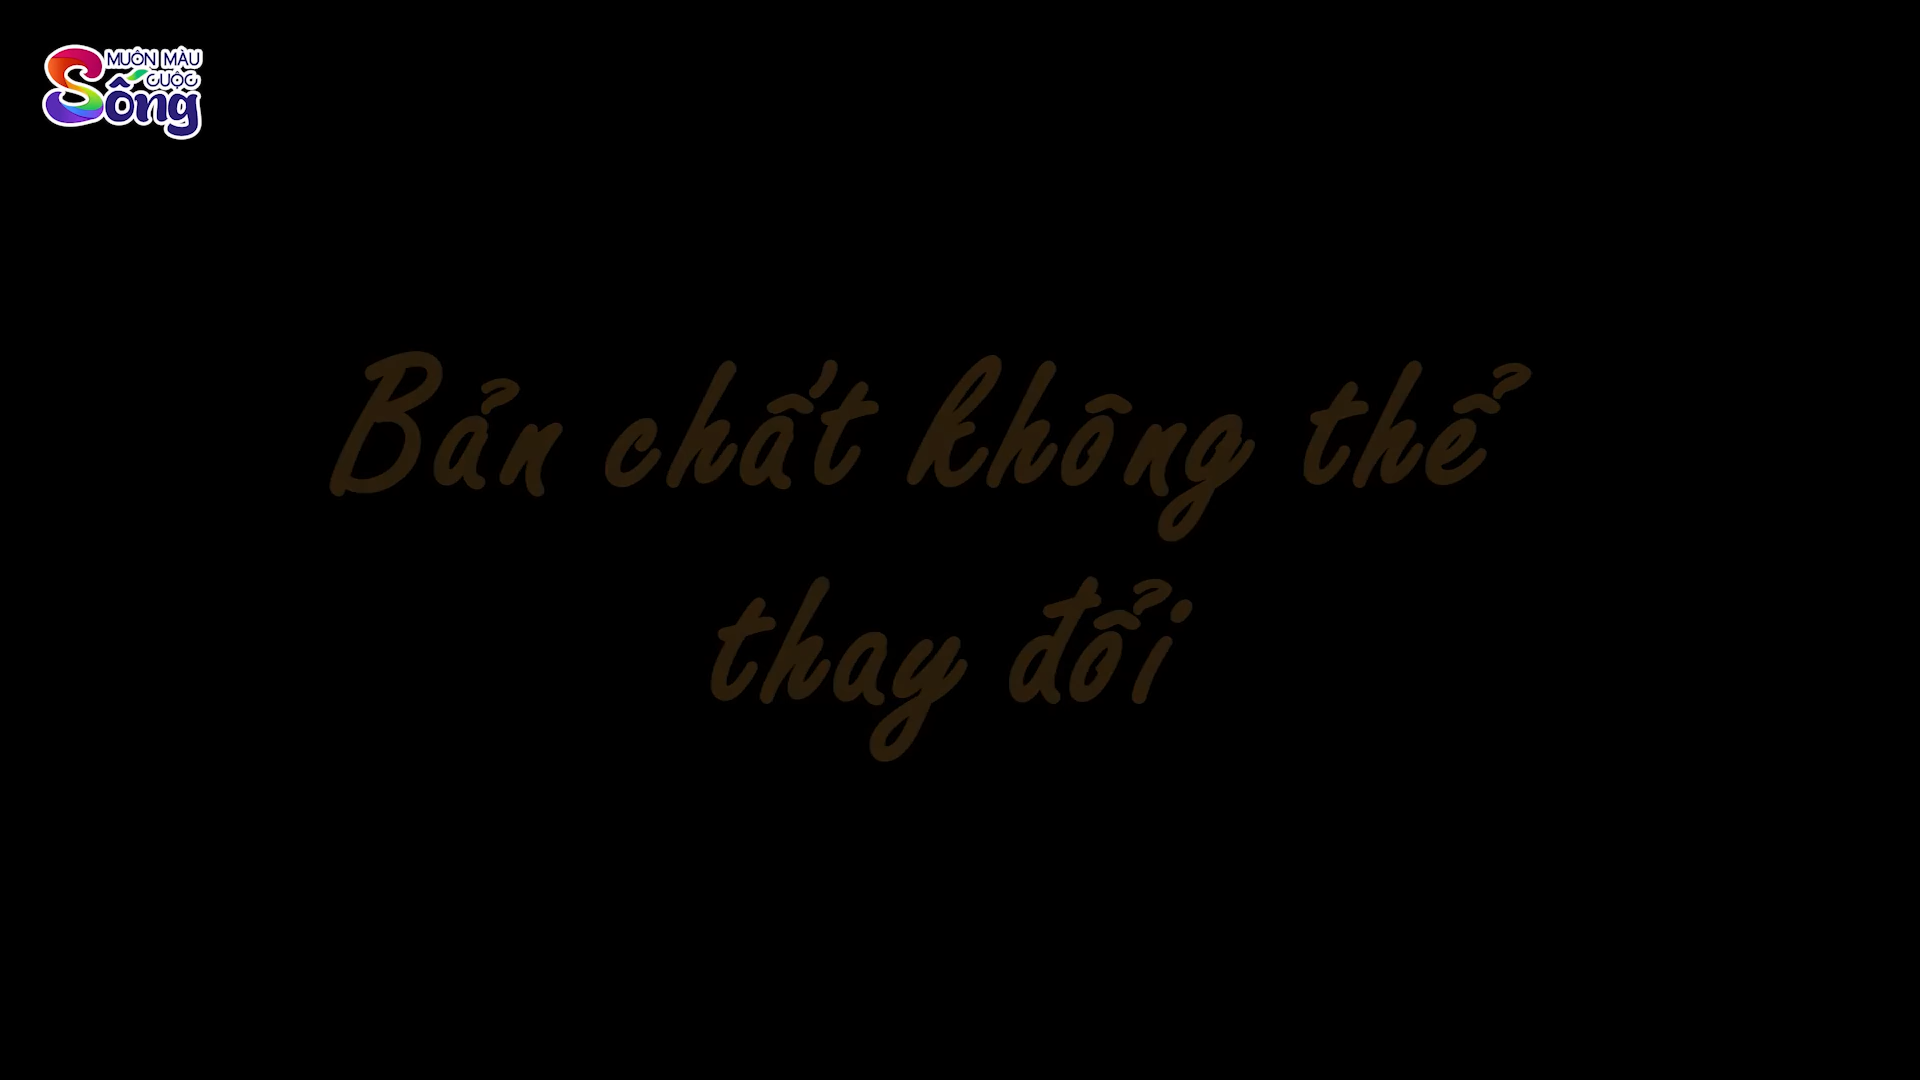 MUÔN MÀU
CUỘC
Sống
Bản chất không thể
thay đổi